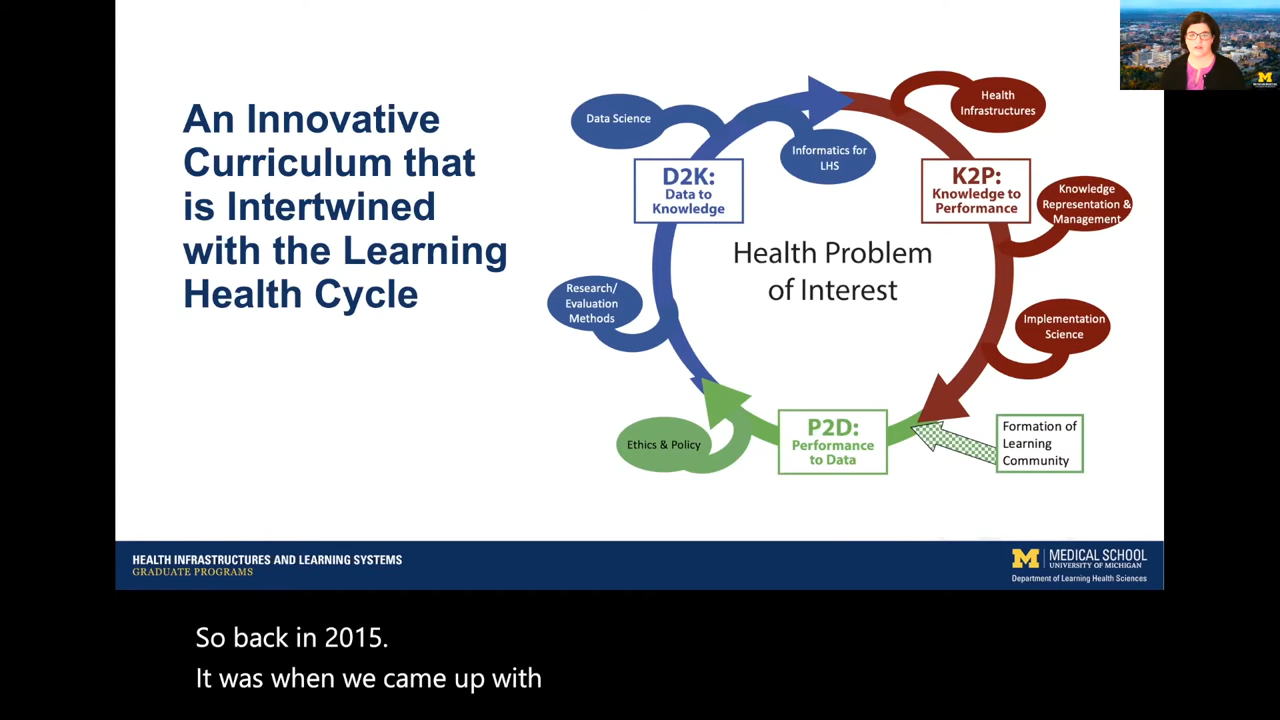 An Innovative
Curriculum that
is Intertwined
with the Learning
Health Cycle
Data Science
Informatics for
LHS
Health
Infrastructures
D2K:
Data to
Knowledge
K2P:
Knowledge to
Performance
Knowledge
Representation &
Management
Health Problem
of Interest
Research/
Evaluation
Methods
Implementation
Science
Ethics & Policy
P2D:
Performance
to Data
Formation of
Learning
Community
HEALTH INFRASTRUCTURES AND LEARNING SYSTEMS
GRADUATE PROGRAMS
M MEDICAL SCHOOL
UNIVERSITY OF MICHIGAN
Department of Learning Health Sciences
So back in 2015.
It was when we came up with
M